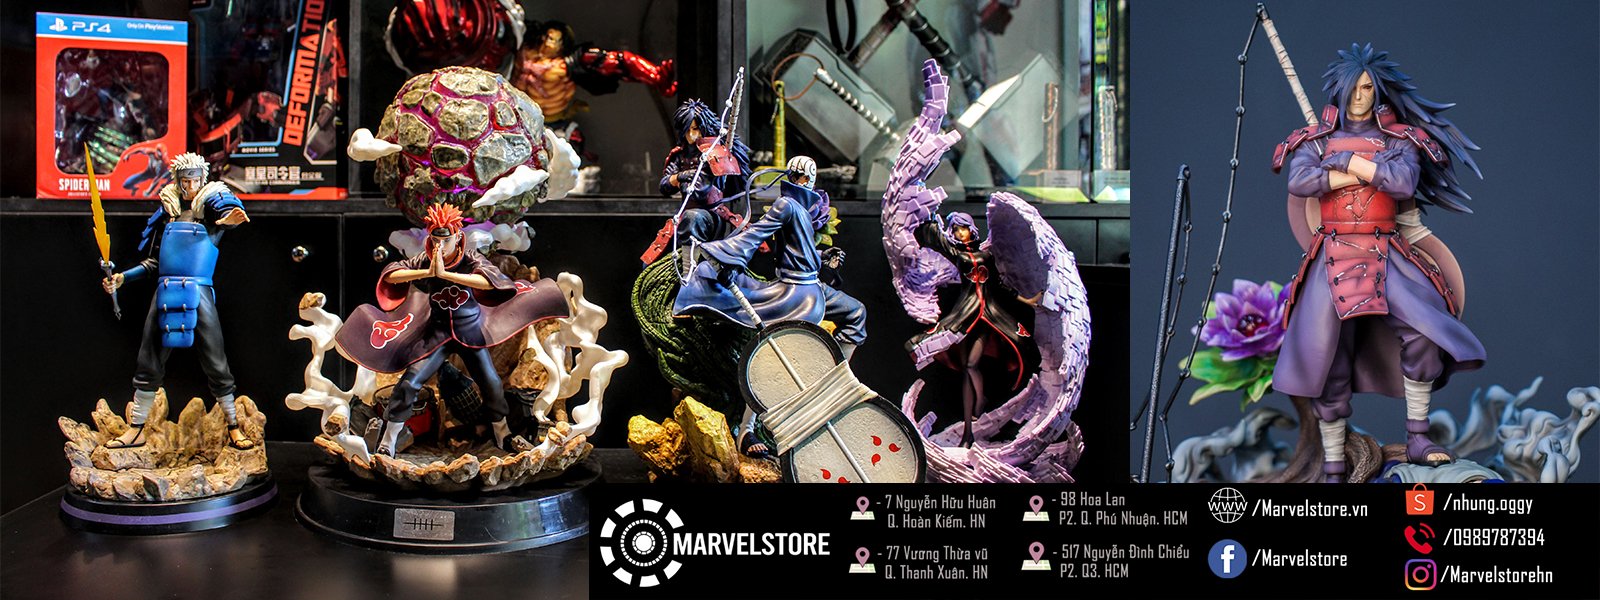 PS4
Only On PlayStation
SPIDER-MAN
DEFORMATION
MOVIE SERIES
MARVELSTORE
- 7 Nguyễn Hữu Huân
Q. Hoàn Kiếm. HN
- 77 Vương Thừa vũ
Q. Thanh Xuân. HN
- 98 Hoa Lan
P2. Q. Phú Nhuận. HCM
- 517 Nguyễn Đình Chiểu
P2. Q3. HCM
WWW
/Marvelstore.vn
f
/Marvelstore
S
/nhung.oggy
/0989787394
/Marvelstorehn